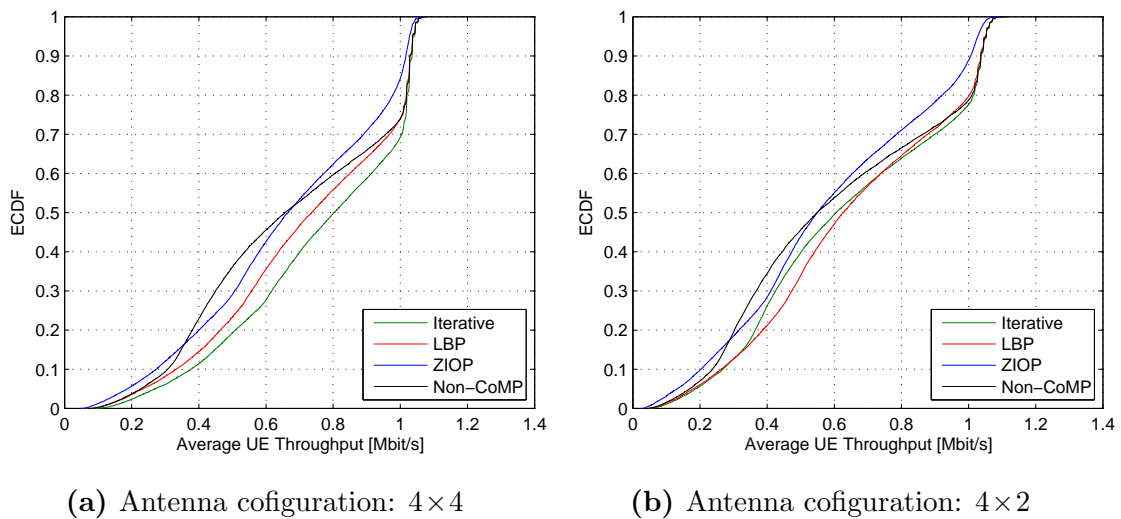 1
0.9
0.8
0.7
0.6
0.5
0.4
0.3
0.2
0.1
0
ECDF
0 0.2 0.4 0.6 0.8 1 1.2 1.4
Average UE Throughput [Mbit/s]
Iterative
LBP
ZIOP
Non−CoMP
(a) Antenna cofiguration: 4×4
1
0.9
0.8
0.7
0.6
0.5
0.4
0.3
0.2
0.1
0
ECDF
0 0.2 0.4 0.6 0.8 1 1.2 1.4
Average UE Throughput [Mbit/s]
Iterative
LBP
ZIOP
Non−CoMP
(b) Antenna cofiguration: 4×2